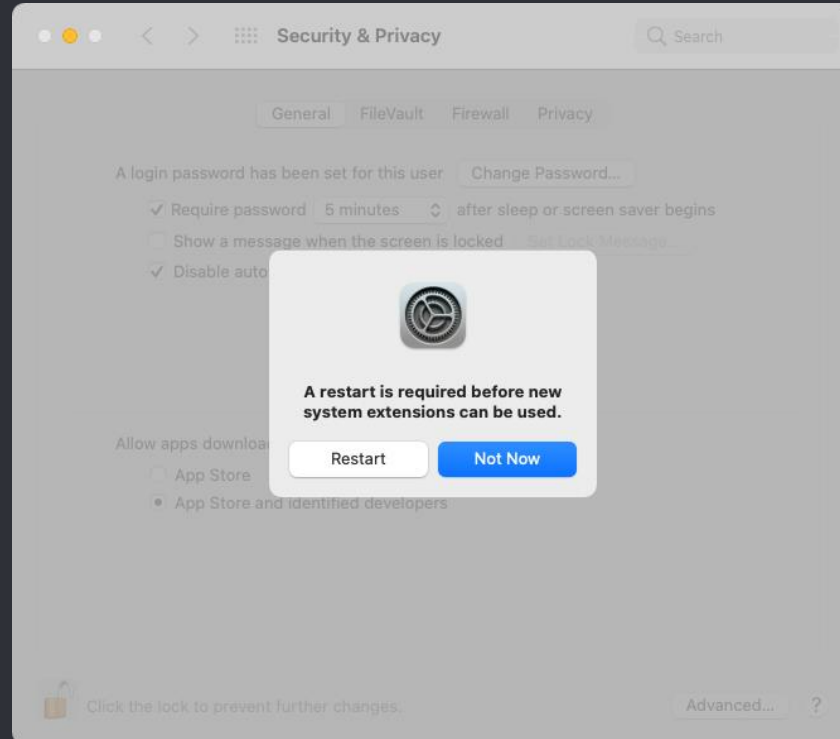 Security & Privacy
Search
General FileVault Firewall Privacy
A login password has been set for this user Change Password...
Require password 5 minutes after sleep or screen saver begins
Show a message when the screen is locked Set Lock Message...
Disable auto
A restart is required before new
system extensions can be used.
Restart Not Now
Allow apps downloa
App Store
App Store and identified developers
Click the lock to prevent further changes.
Advanced... ?